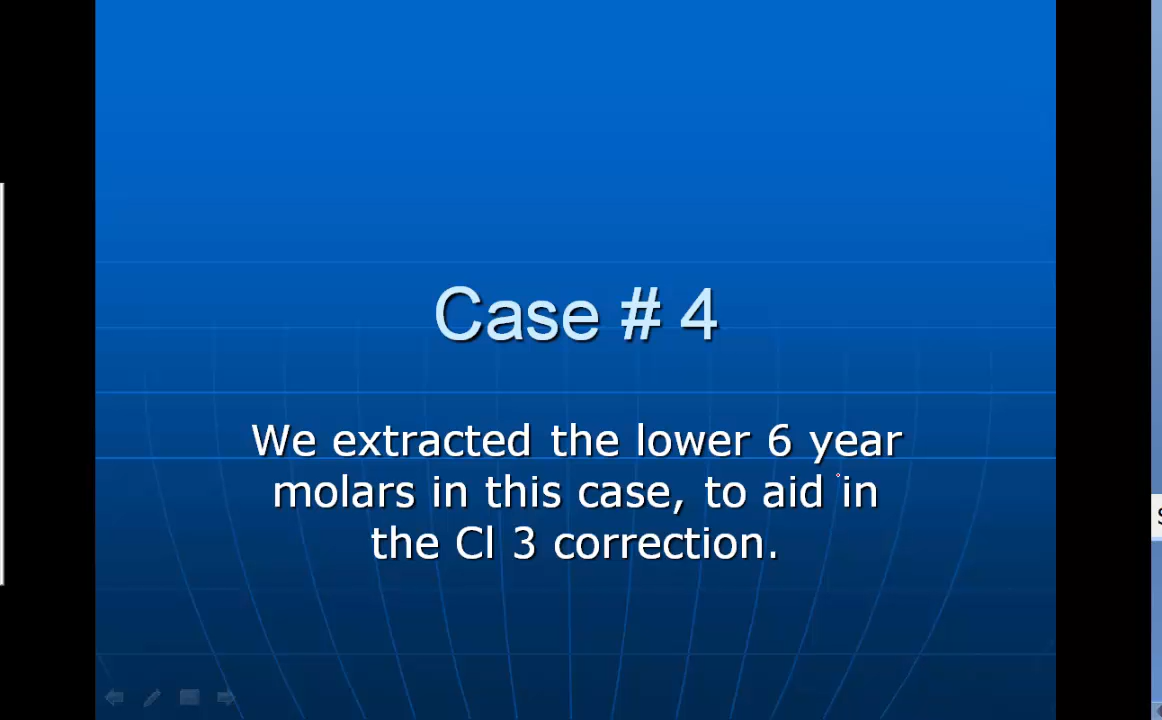 Case # 4
We extracted the lower 6 year
molars in this case, to aid in
the Cl 3 correction.
S